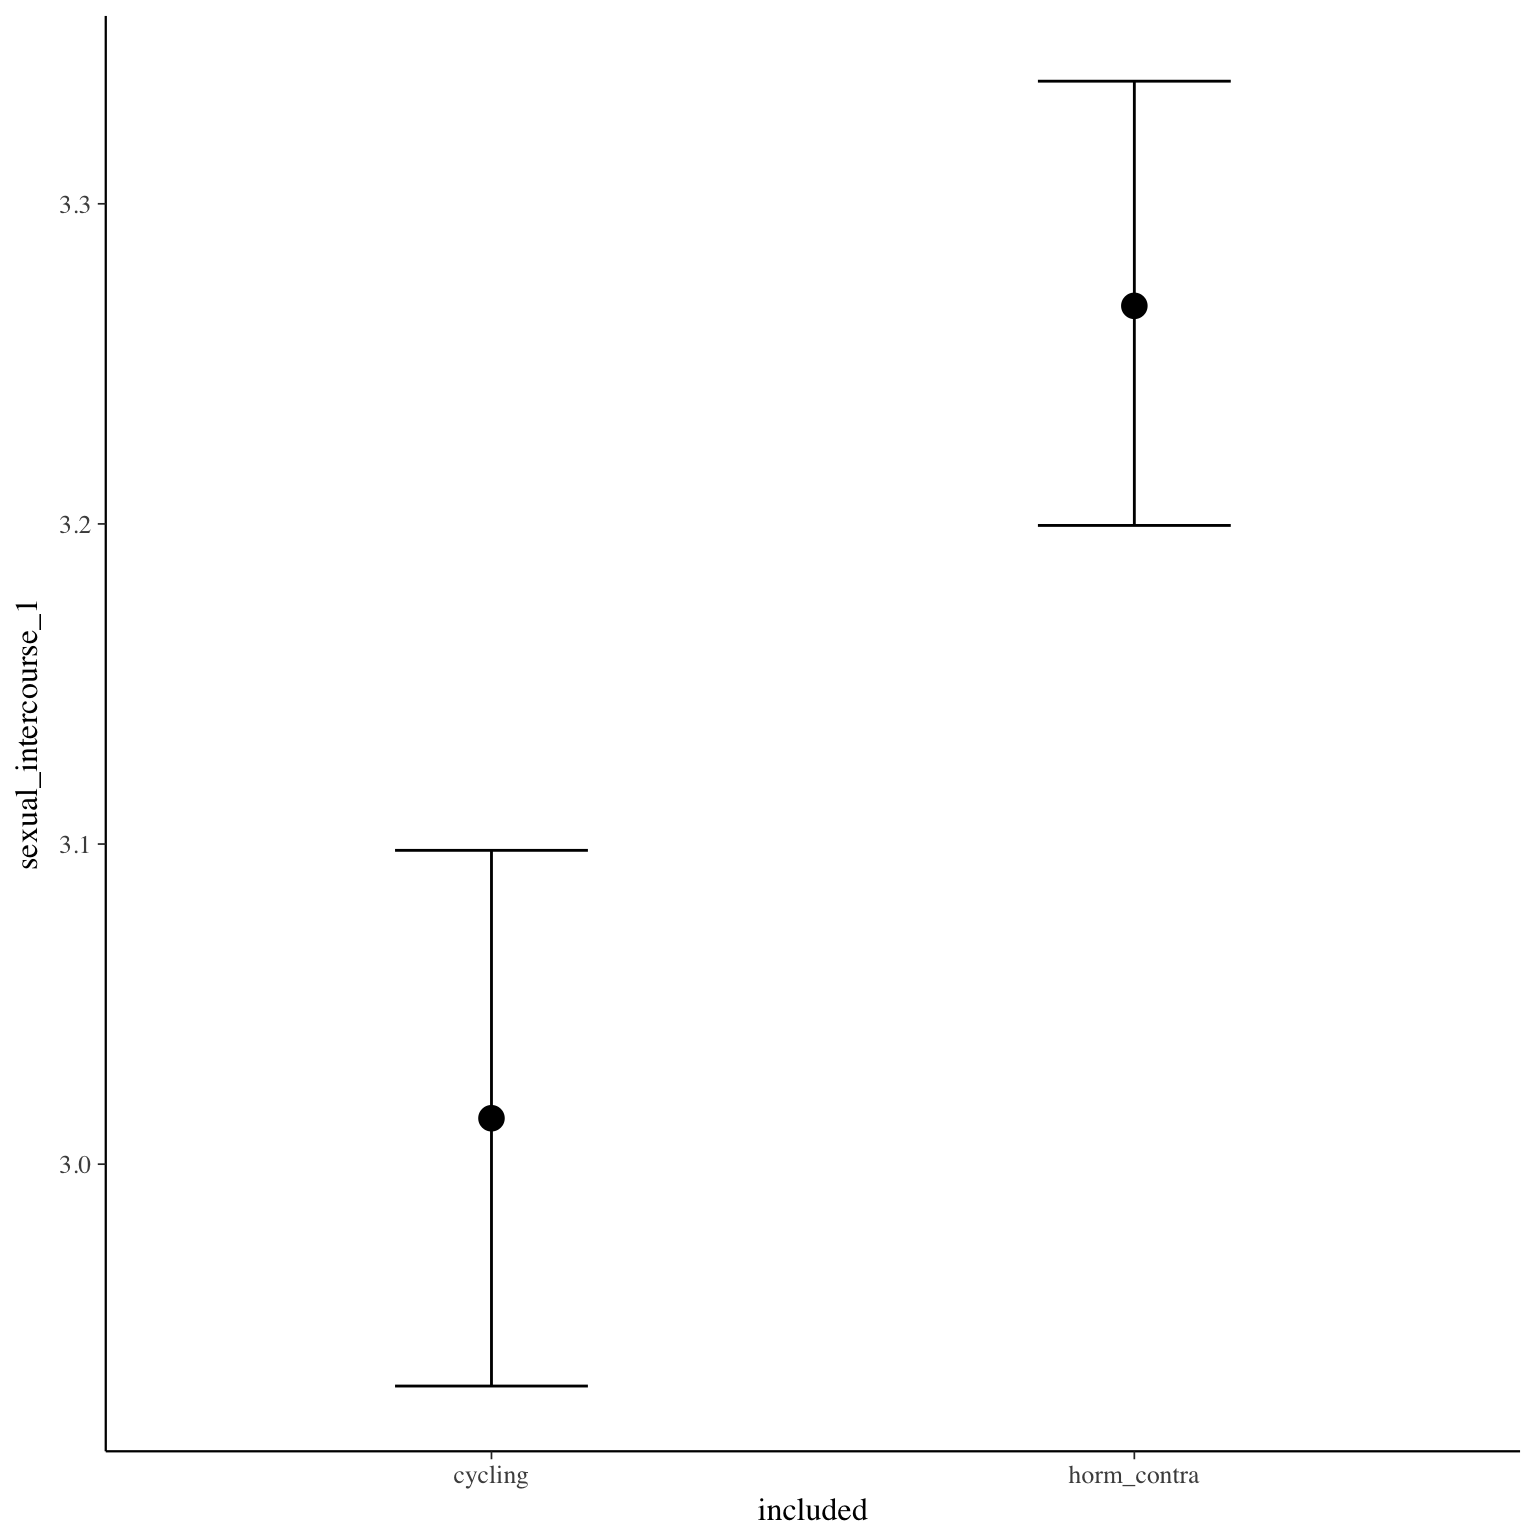 3.3
3.2
3.1
3.0
sexual_intercourse_1
cycling
horm_contra
included